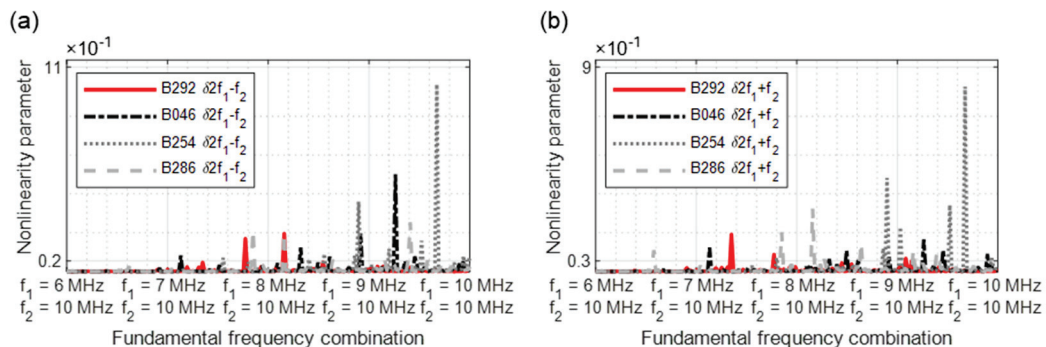 (a)
×10⁻¹
11
0.2
Nonlinearity parameter
B292 δ2f₁-f₂
B046 δ2f₁-f₂
B254 δ2f₁-f₂
B286 δ2f₁-f₂
f₁ = 6 MHz f₁ = 7 MHz f₁ = 8 MHz f₁ = 9 MHz f₁ = 10 MHz
f₂ = 10 MHz f₂ = 10 MHz f₂ = 10 MHz f₂ = 10 MHz f₂ = 10 MHz
Fundamental frequency combination
(b)
×10⁻¹
9
0.3
Nonlinearity parameter
B292 δ2f₁+f₂
B046 δ2f₁+f₂
B254 δ2f₁+f₂
B286 δ2f₁+f₂
f₁ = 6 MHz f₁ = 7 MHz f₁ = 8 MHz f₁ = 9 MHz f₁ = 10 MHz
f₂ = 10 MHz f₂ = 10 MHz f₂ = 10 MHz f₂ = 10 MHz f₂ = 10 MHz
Fundamental frequency combination